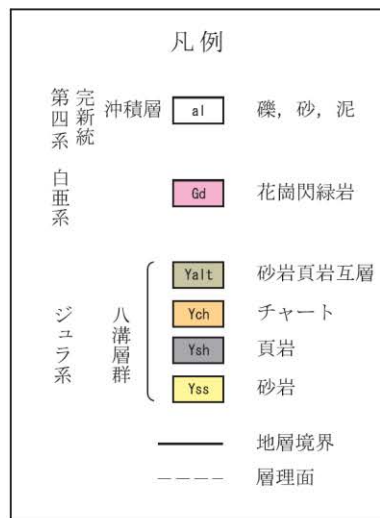 凡例
第四系 完新統 沖積層 al 礫，砂，泥
白亜系 Gd 花崗閃緑岩
ジュラ系 八溝層群
Yalt 砂岩頁岩互層
Ych チャート
Ysh 頁岩
Yss 砂岩
地層境界
層理面